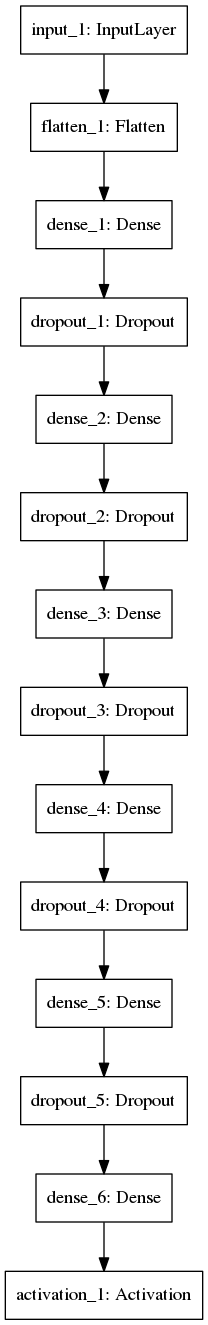 input_1: InputLayer
flatten_1: Flatten
dense_1: Dense
dropout_1: Dropout
dense_2: Dense
dropout_2: Dropout
dense_3: Dense
dropout_3: Dropout
dense_4: Dense
dropout_4: Dropout
dense_5: Dense
dropout_5: Dropout
dense_6: Dense
activation_1: Activation